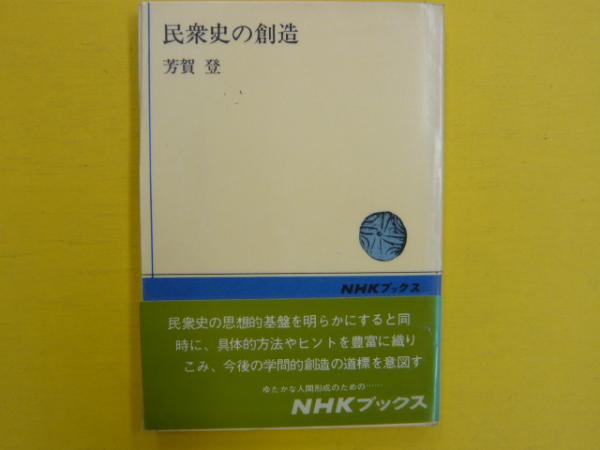 民衆史の創造
芳賀 登
NHKブックス
民衆史の思想的基盤を明らかにすると同
時に、具体的方法やヒントを豊富に織り
こみ、今後の学問的創造の道標を意図す
ゆたかな人間形成のための……
NHKブックス